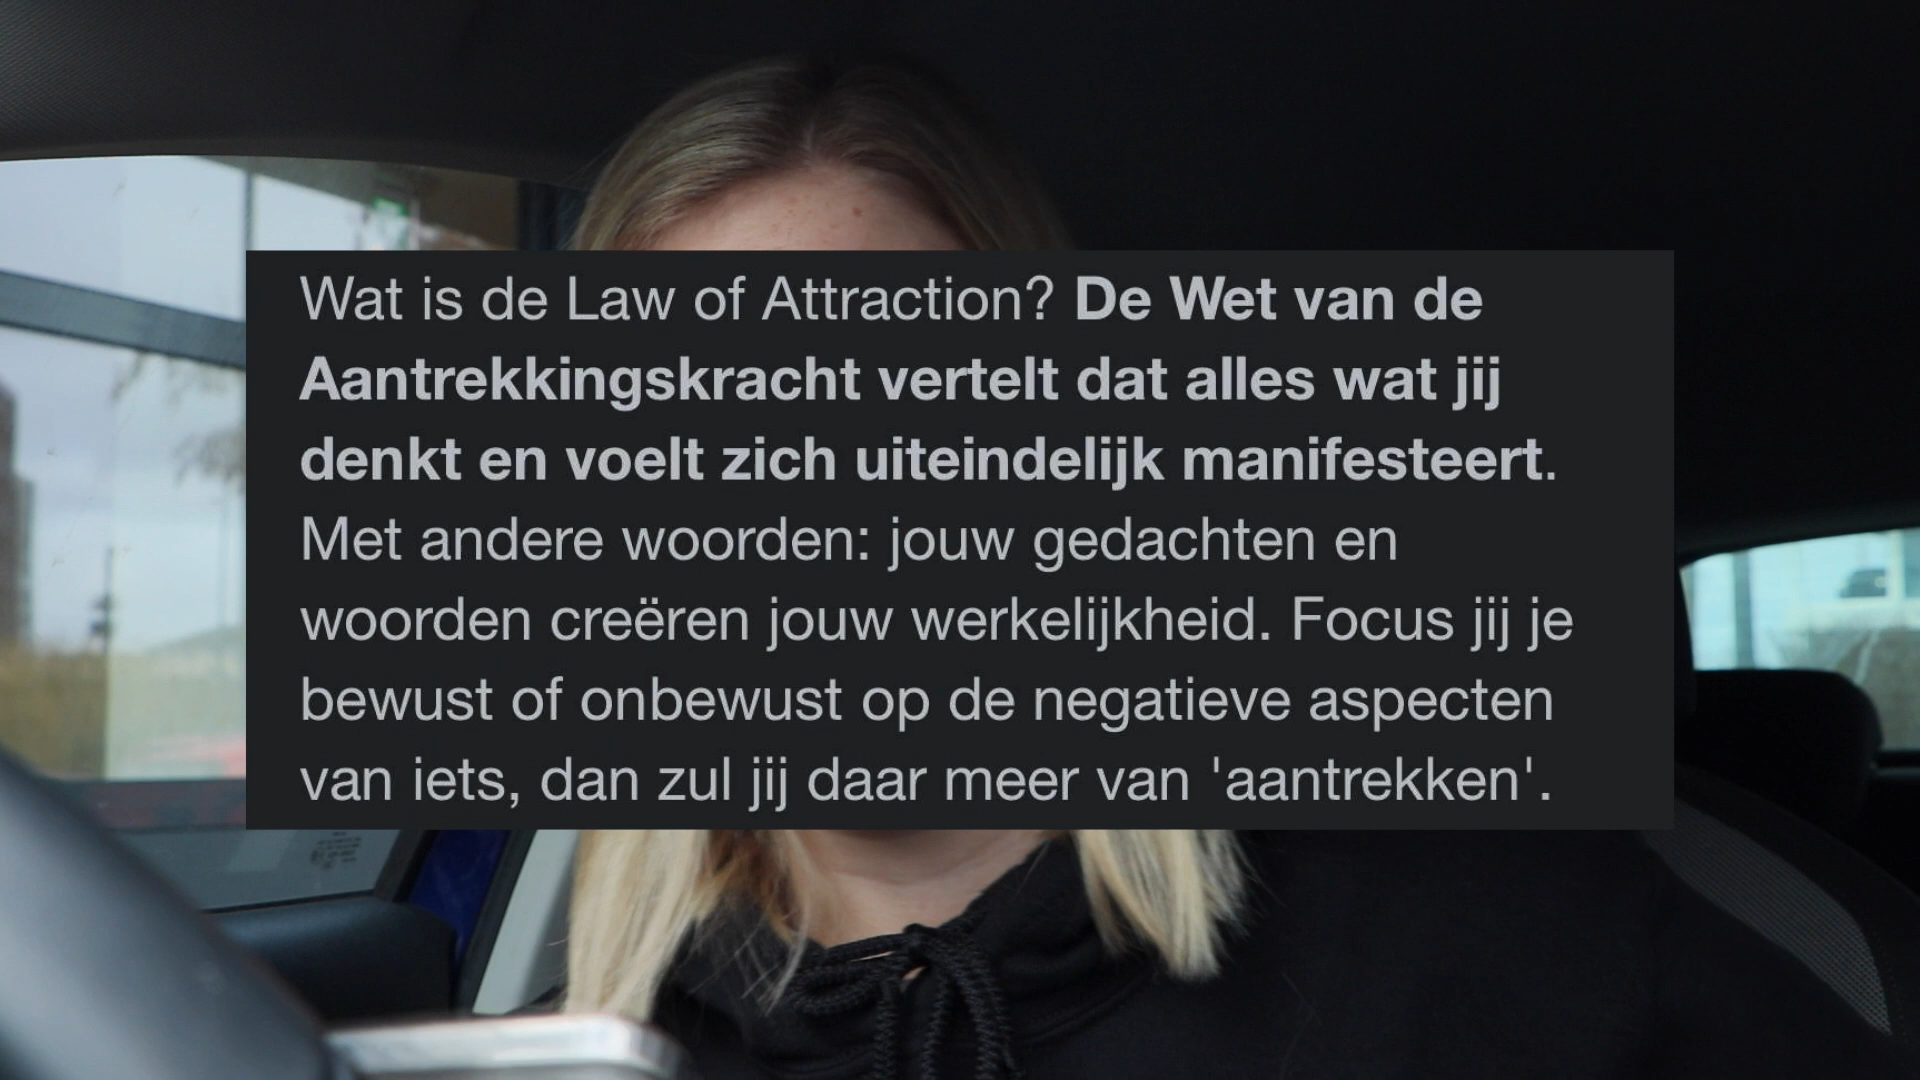 Wat is de Law of Attraction? De Wet van de
Aantrekkingskracht vertelt dat alles wat jij
denkt en voelt zich uiteindelijk manifesteert.
Met andere woorden: jouw gedachten en
woorden creëren jouw werkelijkheid. Focus jij je
bewust of onbewust op de negatieve aspecten
van iets, dan zul jij daar meer van 'aantrekken'.